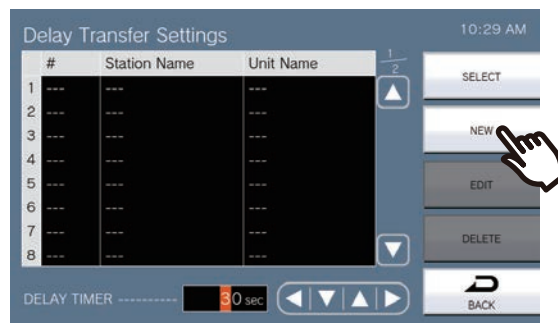 Delay Transfer Settings
10:29 AM
# Station Name Unit Name
1/2
1 --- --- ---
2 --- --- ---
3 --- --- ---
4 --- --- ---
5 --- --- ---
6 --- --- ---
7 --- --- ---
8 --- --- ---
DELAY TIMER ---------- 30 sec
SELECT
NEW
EDIT
DELETE
BACK